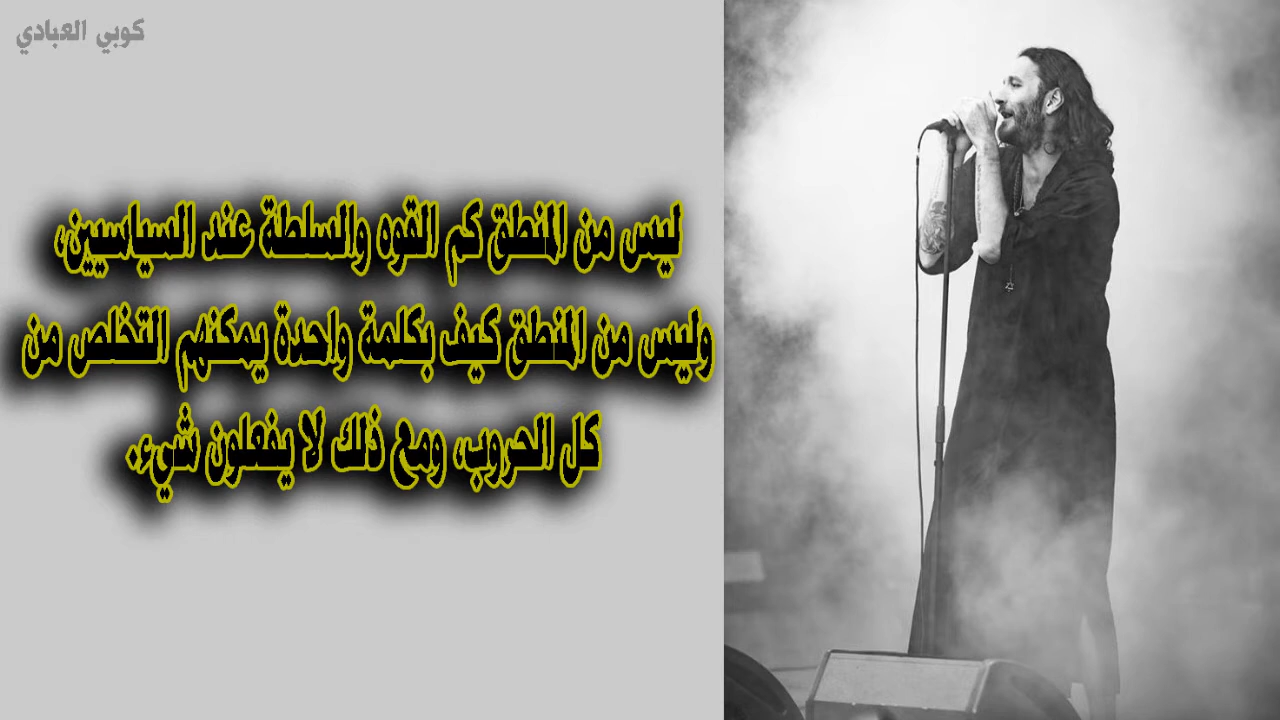 كوبي العبادي
ليس من المنطق كم القوه والسلطة عند السياسيين،
وليس من المنطق كيف بكلمة واحدة يمكنهم التخلص من
كل الحروب، ومع ذلك لا يفعلون شيء.